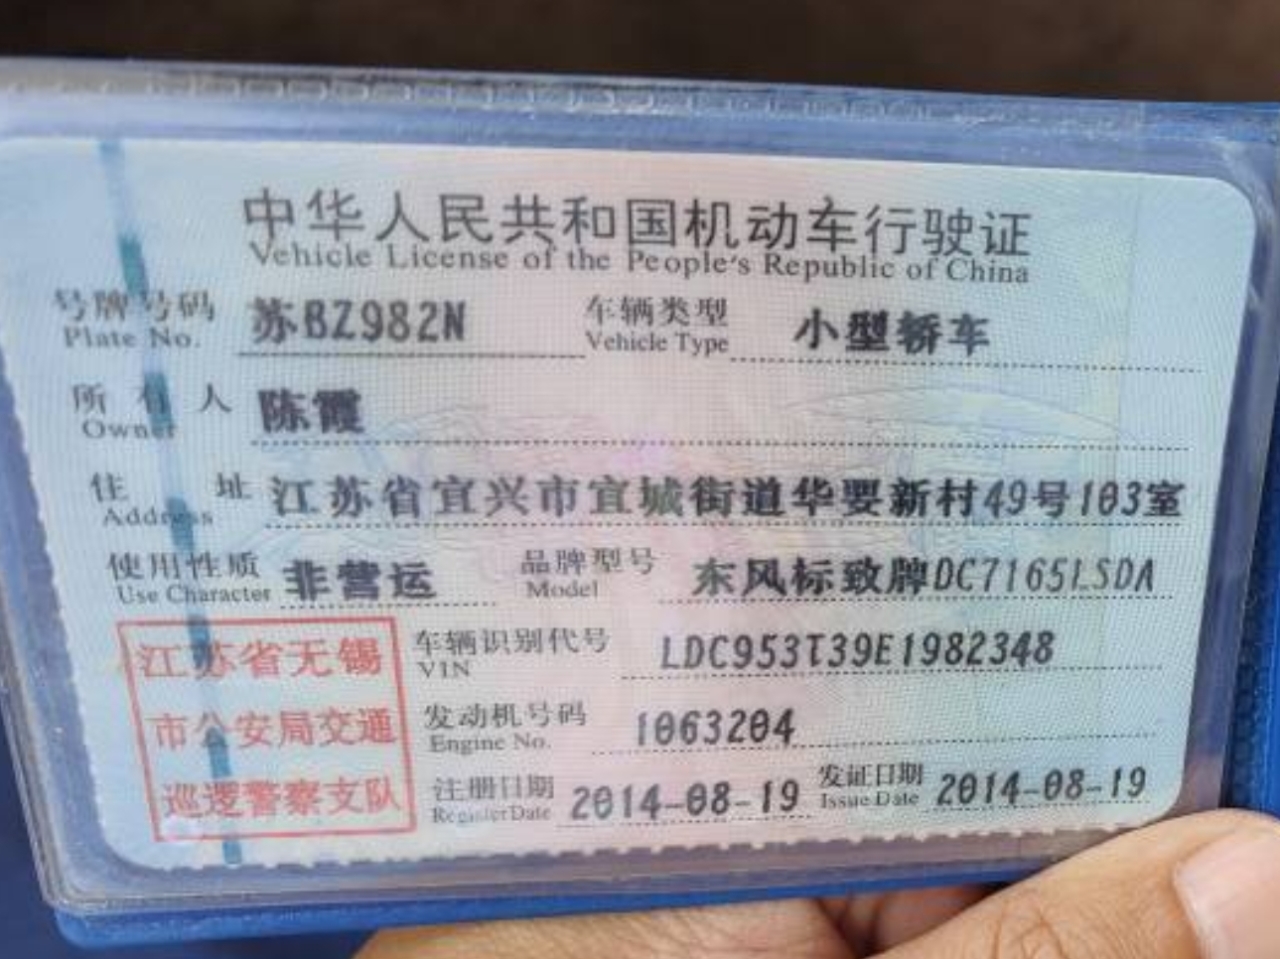 中华人民共和国机动车行驶证
Vehicle License of the People's Republic of China
号牌号码 苏BZ982N 车辆类型 小型轿车
Plate No. Vehicle Type
所有人 陈霞
Owner
住址 江苏省宜兴市宜城街道华要新村49号103室
Address
使用性质 非营运 品牌型号 东风标致牌DC7165LSDA
Use Character Model
江苏省无锡
市公安局交通
巡逻警察支队
车辆识别代号 LDC953T39E1982348
VIN
发动机号码 1063204
Engine No.
注册日期 2014-08-19 发证日期 2014-08-19
Register Date Issue Date